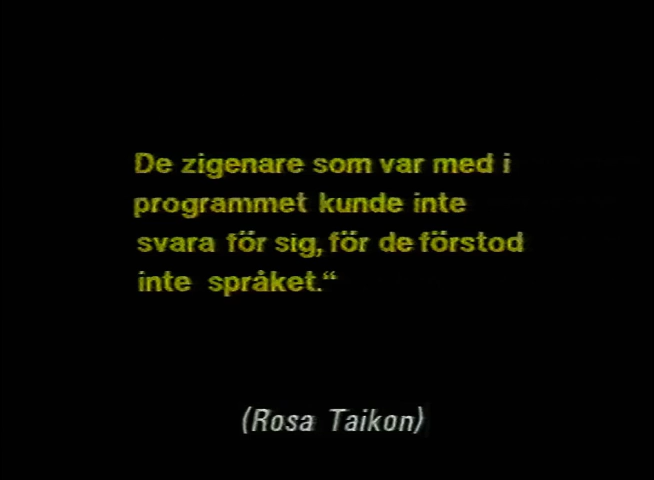 De zigenare som var med i
programmet kunde inte
svara för sig, för de förstod
inte språket.“
(Rosa Taikon)